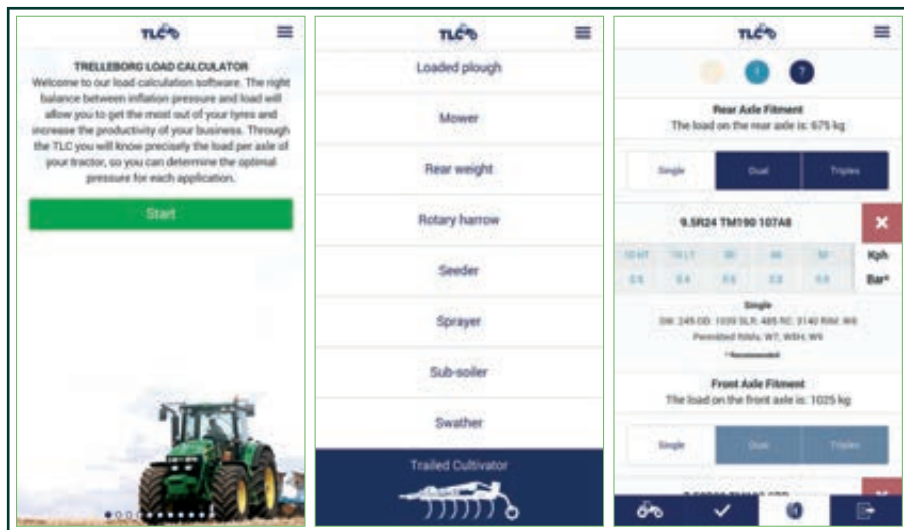 TLC
TRELLEBORG LOAD CALCULATOR
Welcome to our load calculation software. The right
balance between inflation pressure and load will
allow you to get the most out of your tyres and
increase the productivity of your business. Through
the TLC you will know precisely the load per axle of
your tractor, so you can determine the optimal
pressure for each application.
Start
TLC
Loaded plough
Mower
Rear weight
Rotary harrow
Seeder
Sprayer
Sub-soiler
Swather
Trailed Cultivator
TLC
Rear Axle Fitment
The load on the rear axle is: 675 kg
Single Dual Triples
9.5R24 TM190 107A8
Kph
Bar*
Single
Permitted RIMs: W7, W8H, W9
* Recommended
Front Axle Fitment
The load on the front axle is: 1025 kg
Single Dual Triples